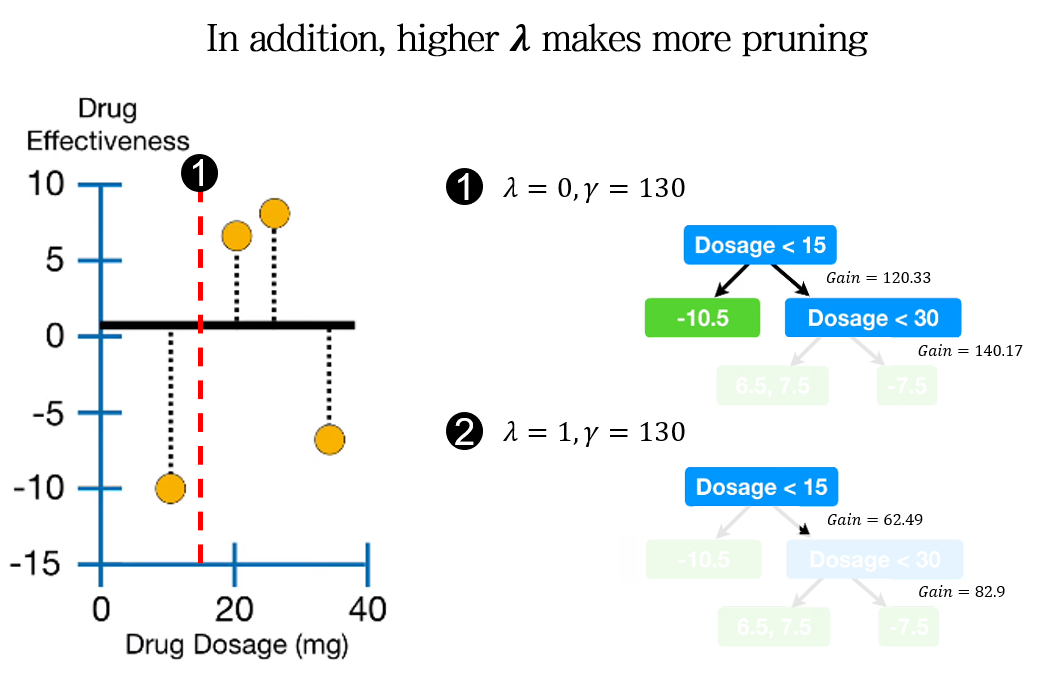 In addition, higher λ makes more pruning
Drug
Effectiveness
1
10
5
0
-5
-10
-15
0
20
40
Drug Dosage (mg)
1
λ = 0, γ = 130
Dosage < 15
Gain = 120.33
-10.5
Dosage < 30
Gain = 140.17
6.5, 7.5
-7.5
2
λ = 1, γ = 130
Dosage < 15
Gain = 62.49
-10.5
Dosage < 30
Gain = 82.9
6.5, 7.5
-7.5